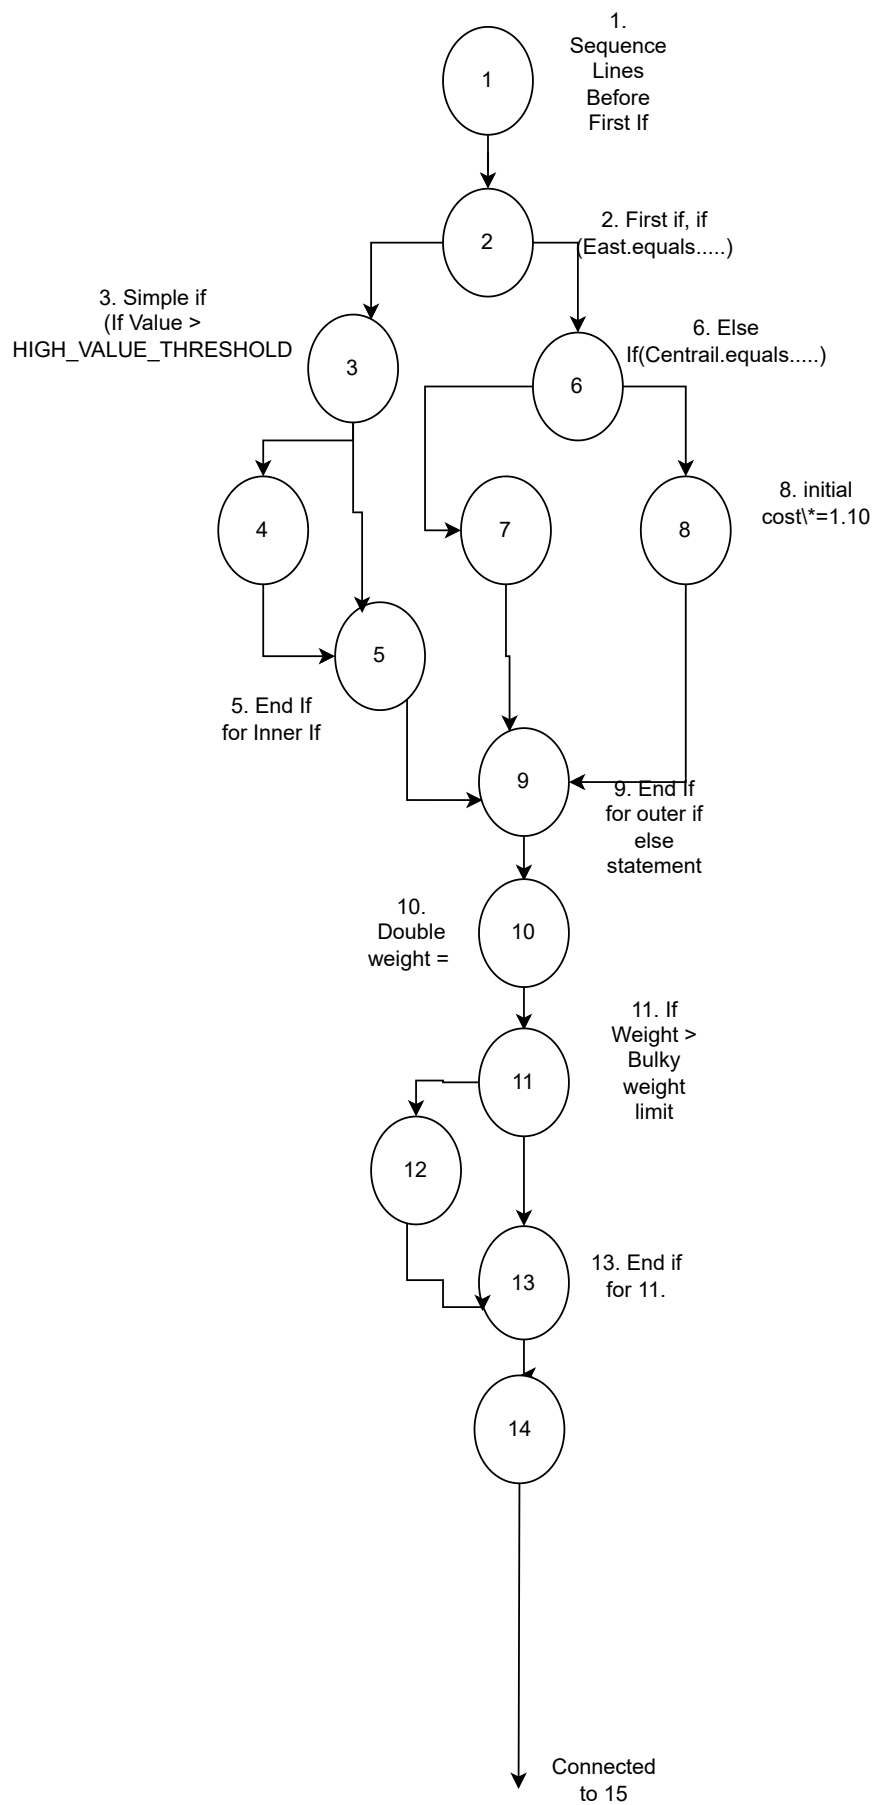 1.
Sequence
Lines
Before
First If
1
2
2. First if, if
(East.equals.....)
3. Simple if
(If Value >
HIGH_VALUE_THRESHOLD
3
6. Else
If(Centrail.equals.....)
6
4
7
8
8. initial
cost\*=1.10
5
5. End If
for Inner If
9
9. End If
for outer if
else
statement
10.
Double
weight =
10
11. If
Weight >
Bulky
weight
limit
11
12
13
13. End if
for 11.
14
Connected
to 15